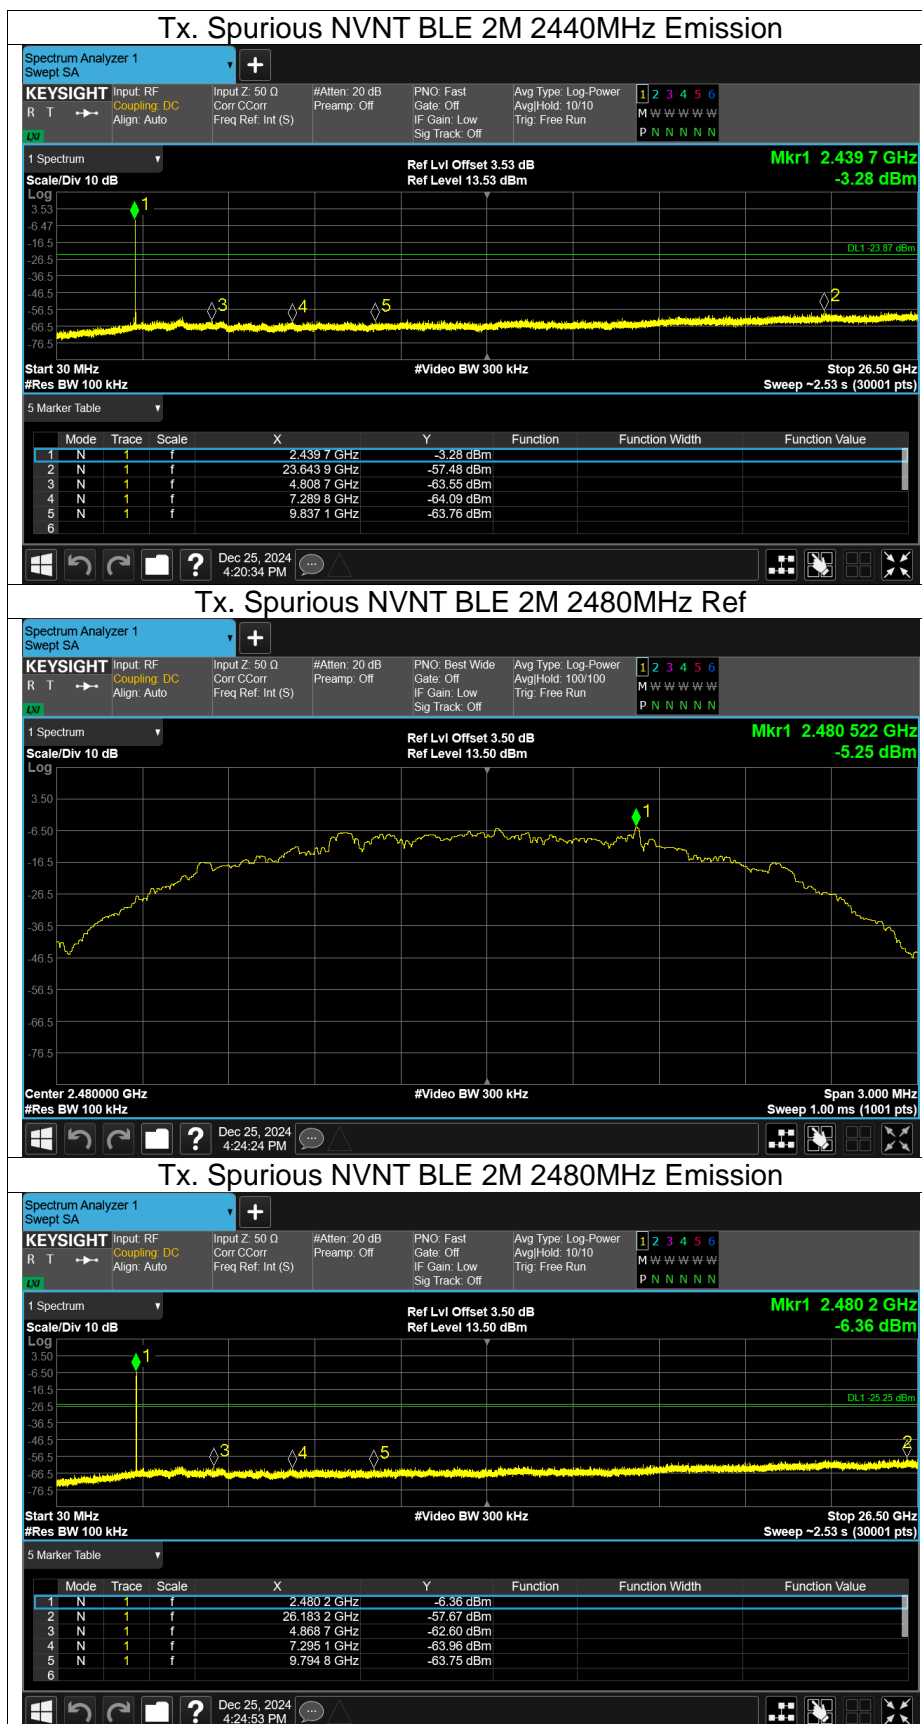 Tx. Spurious NVNT BLE 2M 2440MHz Emission
Spectrum Analyzer 1
Swept SA
+
KEYSIGHT Input: RF Input Z: 50 Ω #Atten: 20 dB PNO: Fast Avg Type: Log-Power 1 2 3 4 5 6
R T Coupling: DC Corr CCorr Preamp: Off Gate: Off Avg|Hold: 10/10 M W W W W W
Align: Auto Freq Ref: Int (S) IF Gain: Low Trig: Free Run
LXI Sig Track: Off P N N N N N
1 Spectrum Ref Lvl Offset 3.53 dB Mkr1 2.439 7 GHz
Scale/Div 10 dB Ref Level 13.53 dBm -3.28 dBm
Log
1
3.53
-6.47
-16.5
DL1 -23.87 dBm
-26.5
-36.5
-46.5
2
3 4 5
-56.5
-66.5
-76.5
Start 30 MHz #Video BW 300 kHz Stop 26.50 GHz
#Res BW 100 kHz Sweep ~2.53 s (30001 pts)
5 Marker Table
Mode Trace Scale X Y Function Function Width Function Value
1 N 1 f 2.439 7 GHz -3.28 dBm
2 N 1 f 23.643 9 GHz -57.48 dBm
3 N 1 f 4.808 7 GHz -63.55 dBm
4 N 1 f 7.289 8 GHz -64.09 dBm
5 N 1 f 9.837 1 GHz -63.76 dBm
6
? Dec 25, 2024
4:20:34 PM
Tx. Spurious NVNT BLE 2M 2480MHz Ref
Spectrum Analyzer 1
Swept SA
+
KEYSIGHT Input: RF Input Z: 50 Ω #Atten: 20 dB PNO: Best Wide Avg Type: Log-Power 1 2 3 4 5 6
R T Coupling: DC Corr CCorr Preamp: Off Gate: Off Avg|Hold: 100/100 M W W W W W
Align: Auto Freq Ref: Int (S) IF Gain: Low Trig: Free Run
LXI Sig Track: Off P N N N N N
1 Spectrum Ref Lvl Offset 3.50 dB Mkr1 2.480 522 GHz
Scale/Div 10 dB Ref Level 13.50 dBm -5.25 dBm
Log
3.50
1
-6.50
-16.5
-26.5
-36.5
-46.5
-56.5
-66.5
-76.5
Center 2.480000 GHz #Video BW 300 kHz Span 3.000 MHz
#Res BW 100 kHz Sweep 1.00 ms (1001 pts)
? Dec 25, 2024
4:24:24 PM
Tx. Spurious NVNT BLE 2M 2480MHz Emission
Spectrum Analyzer 1
Swept SA
+
KEYSIGHT Input: RF Input Z: 50 Ω #Atten: 20 dB PNO: Fast Avg Type: Log-Power 1 2 3 4 5 6
R T Coupling: DC Corr CCorr Preamp: Off Gate: Off Avg|Hold: 10/10 M W W W W W
Align: Auto Freq Ref: Int (S) IF Gain: Low Trig: Free Run
LXI Sig Track: Off P N N N N N
1 Spectrum Ref Lvl Offset 3.50 dB Mkr1 2.480 2 GHz
Scale/Div 10 dB Ref Level 13.50 dBm -6.36 dBm
Log
1
3.50
-6.50
-16.5
DL1 -25.25 dBm
-26.5
-36.5
-46.5
2
3 4 5
-56.5
-66.5
-76.5
Start 30 MHz #Video BW 300 kHz Stop 26.50 GHz
#Res BW 100 kHz Sweep ~2.53 s (30001 pts)
5 Marker Table
Mode Trace Scale X Y Function Function Width Function Value
1 N 1 f 2.480 2 GHz -6.36 dBm
2 N 1 f 26.183 2 GHz -57.67 dBm
3 N 1 f 4.868 7 GHz -62.60 dBm
4 N 1 f 7.295 1 GHz -63.96 dBm
5 N 1 f 9.794 8 GHz -63.75 dBm
6
? Dec 25, 2024
4:24:53 PM